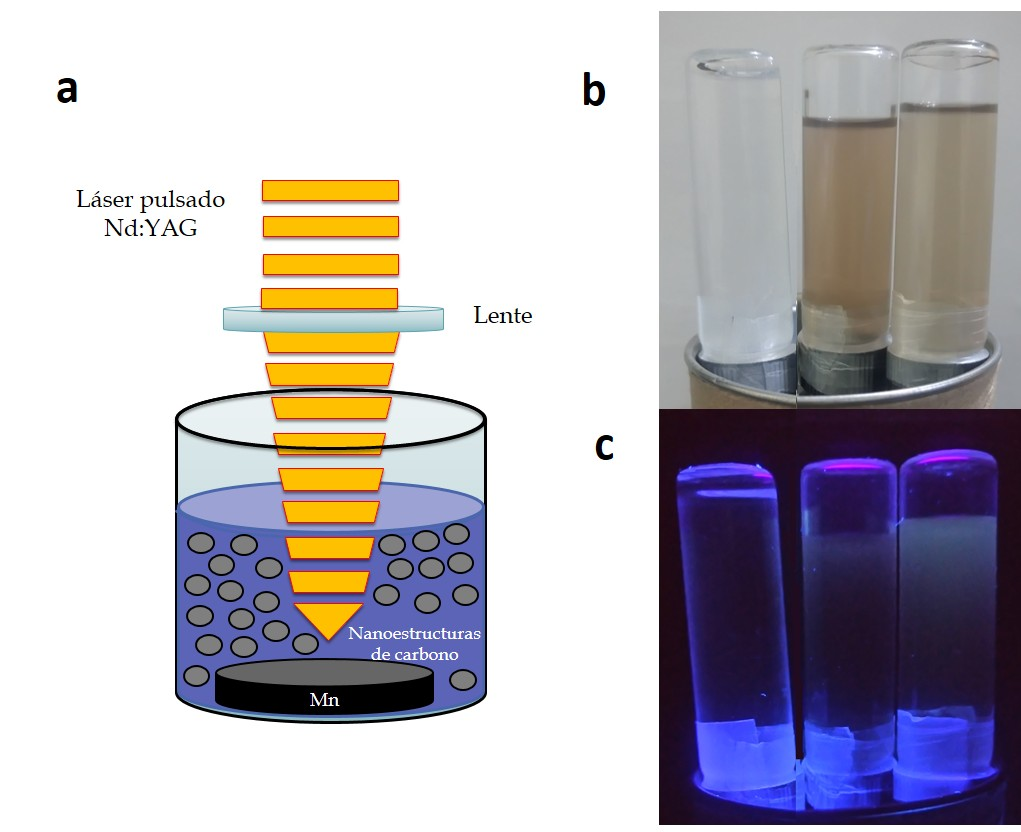 a
Láser pulsado
Nd:YAG
Lente
Nanoestructuras
de carbono
Mn
b
c